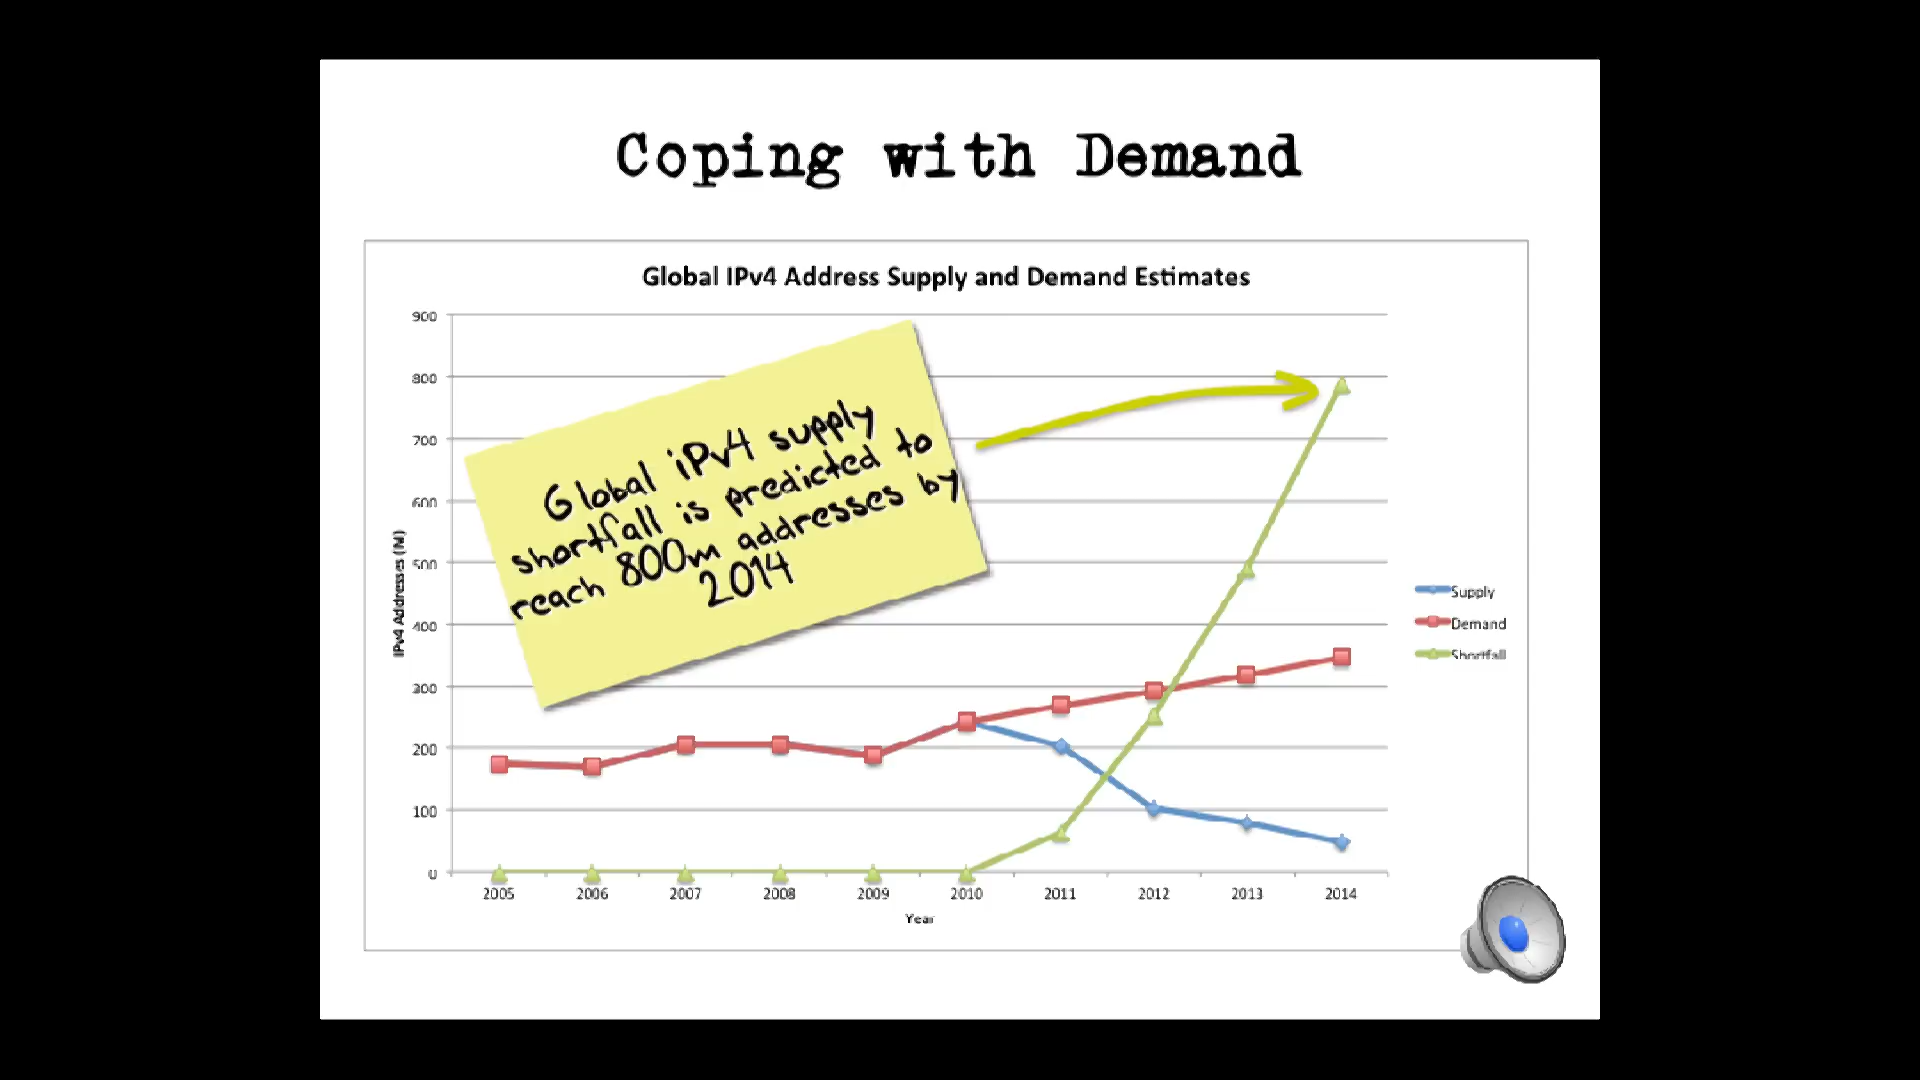 Coping with Demand
Global IPv4 Address Supply and Demand Estimates
900
800
700
600
500
400
300
200
100
0
IPv4 Addresses (M)
Global iPv4 supply
shortfall is predicted to
reach 800m addresses by
2014
Supply
Demand
Shortfall
2005 2006 2007 2008 2009 2010 2011 2012 2013 2014
Year